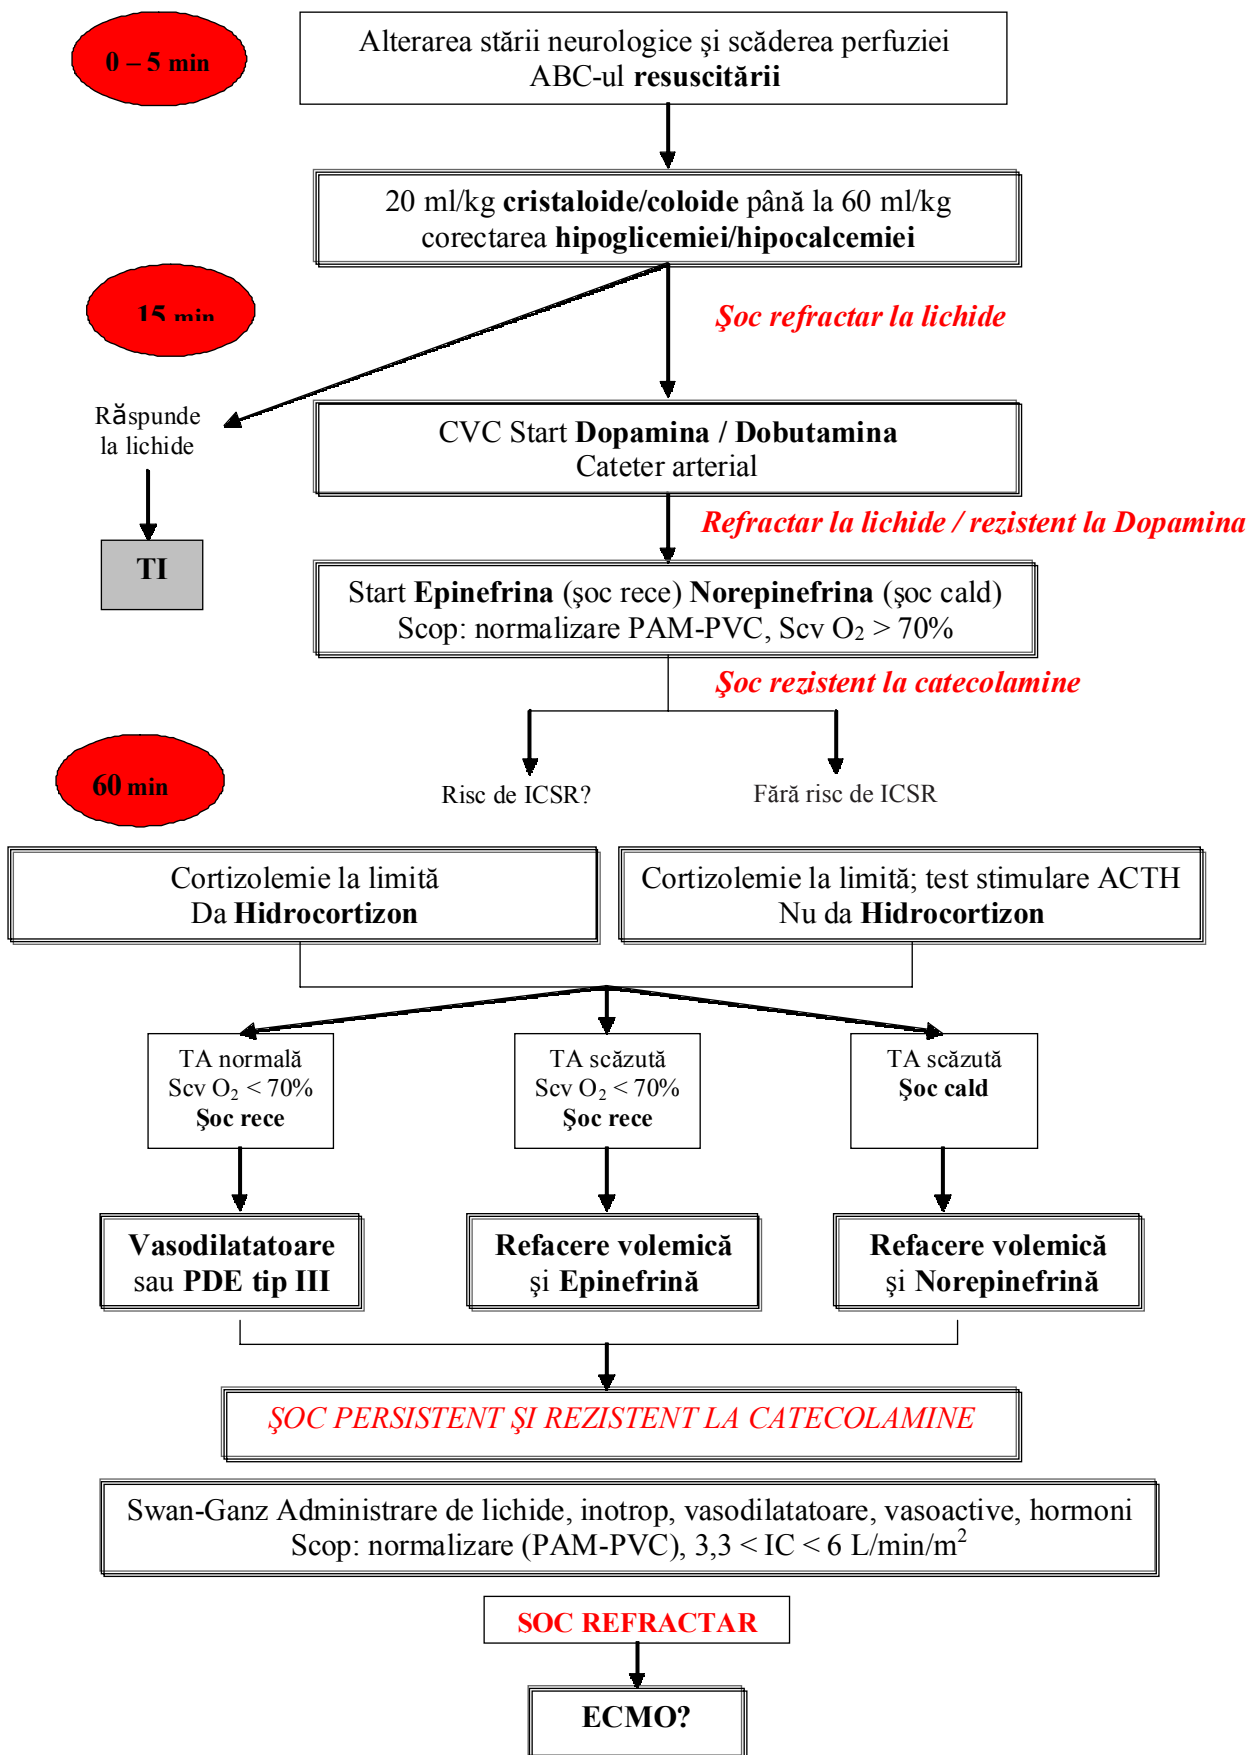 0 – 5 min
Alterarea stării neurologice şi scăderea perfuziei
ABC-ul resuscitării
20 ml/kg cristaloide/coloide până la 60 ml/kg
corectarea hipoglicemiei/hipocalcemiei
15 min
Şoc refractar la lichide
Răspunde
la lichide
CVC Start Dopamina / Dobutamina
Cateter arterial
Refractar la lichide / rezistent la Dopamina
TI
Start Epinefrina (şoc rece) Norepinefrina (şoc cald)
Scop: normalizare PAM-PVC, Scv O₂ > 70%
Şoc rezistent la catecolamine
60 min
Risc de ICSR?
Fără risc de ICSR
Cortizolemie la limită
Da Hidrocortizon
Cortizolemie la limită; test stimulare ACTH
Nu da Hidrocortizon
TA normală
Scv O₂ < 70%
Şoc rece
TA scăzută
Scv O₂ < 70%
Şoc rece
TA scăzută
Şoc cald
Vasodilatatoare
sau PDE tip III
Refacere volemică
şi Epinefrină
Refacere volemică
şi Norepinefrină
ŞOC PERSISTENT ŞI REZISTENT LA CATECOLAMINE
Swan-Ganz Administrare de lichide, inotrop, vasodilatatoare, vasoactive, hormoni
Scop: normalizare (PAM-PVC), 3,3 < IC < 6 L/min/m²
SOC REFRACTAR
ECMO?